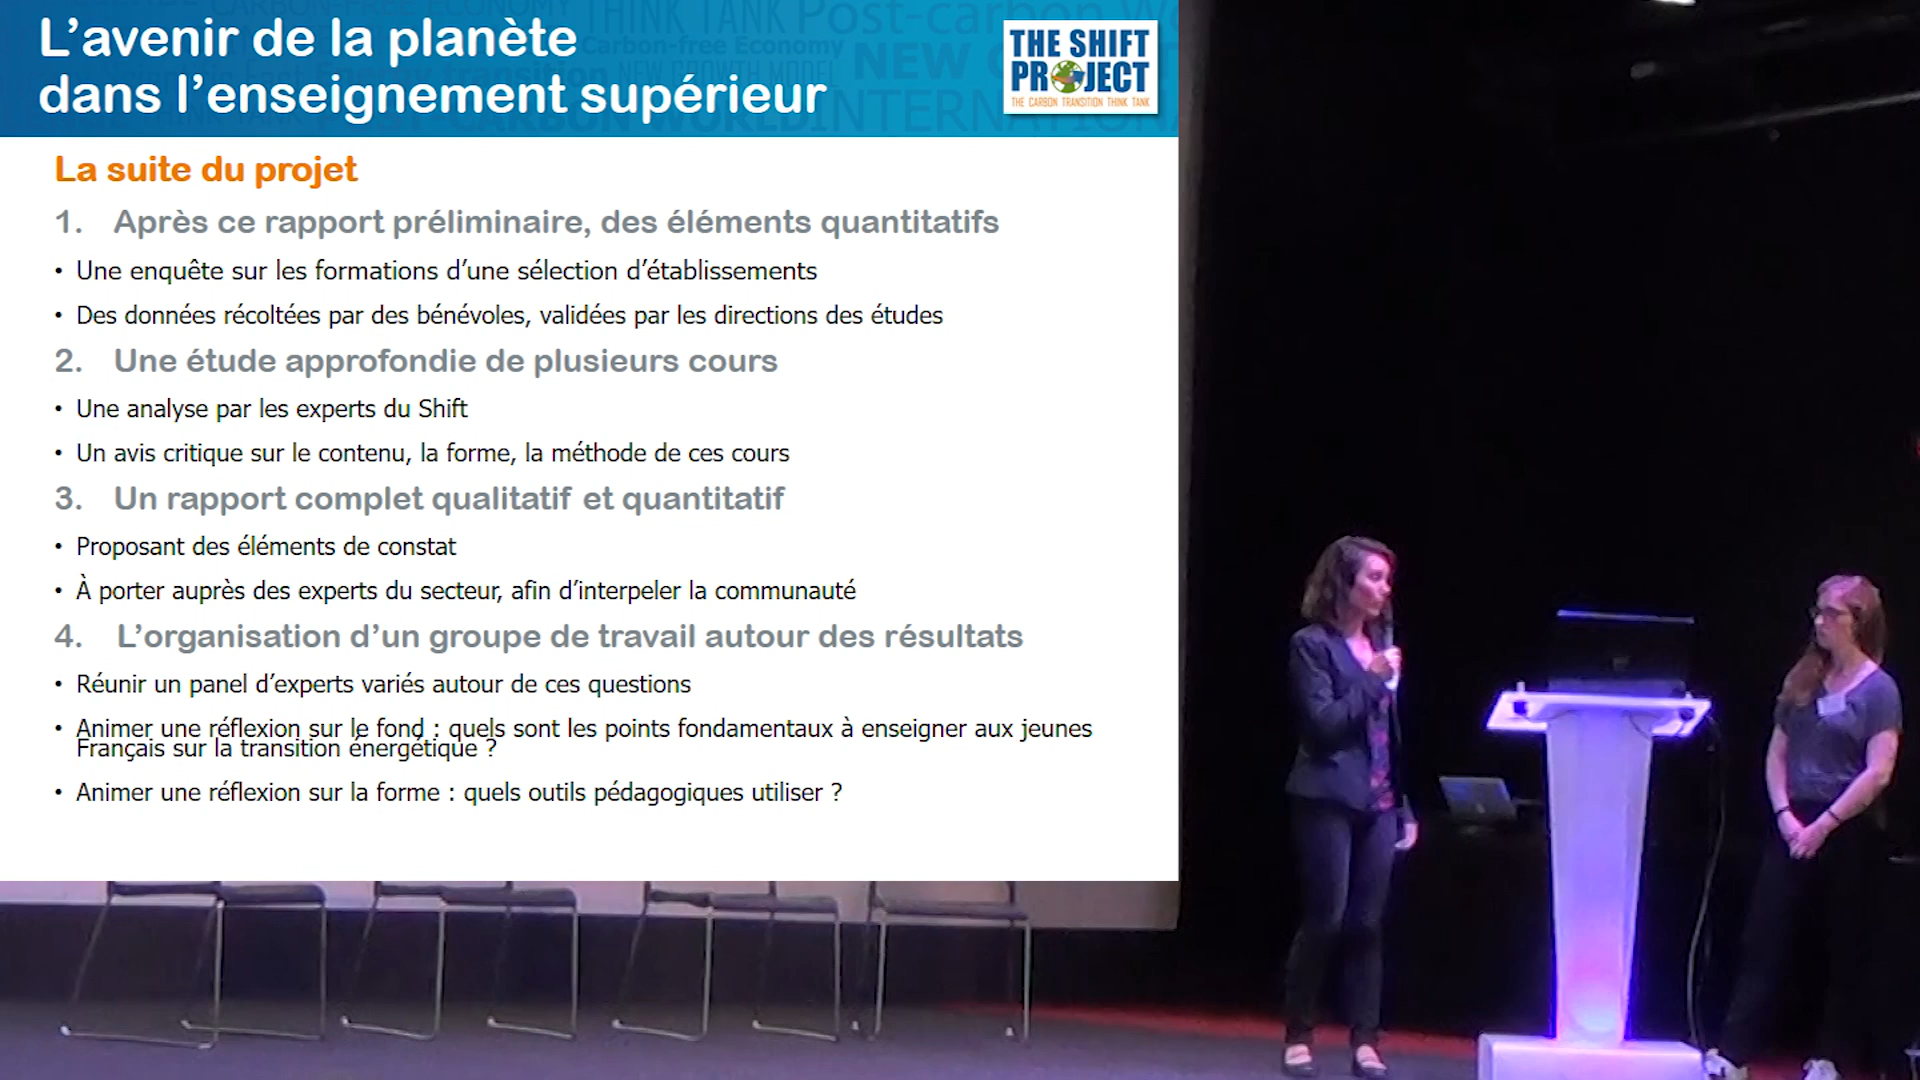 L'avenir de la planète
dans l'enseignement supérieur
THE SHIFT
PROJECT
THE CARBON TRANSITION THINK TANK
La suite du projet
1. Après ce rapport préliminaire, des éléments quantitatifs
• Une enquête sur les formations d'une sélection d'établissements
• Des données récoltées par des bénévoles, validées par les directions des études
2. Une étude approfondie de plusieurs cours
• Une analyse par les experts du Shift
• Un avis critique sur le contenu, la forme, la méthode de ces cours
3. Un rapport complet qualitatif et quantitatif
• Proposant des éléments de constat
• À porter auprès des experts du secteur, afin d'interpeler la communauté
4. L'organisation d'un groupe de travail autour des résultats
• Réunir un panel d'experts variés autour de ces questions
• Animer une réflexion sur le fond : quels sont les points fondamentaux à enseigner aux jeunes
Français sur la transition énergétique ?
• Animer une réflexion sur la forme : quels outils pédagogiques utiliser ?